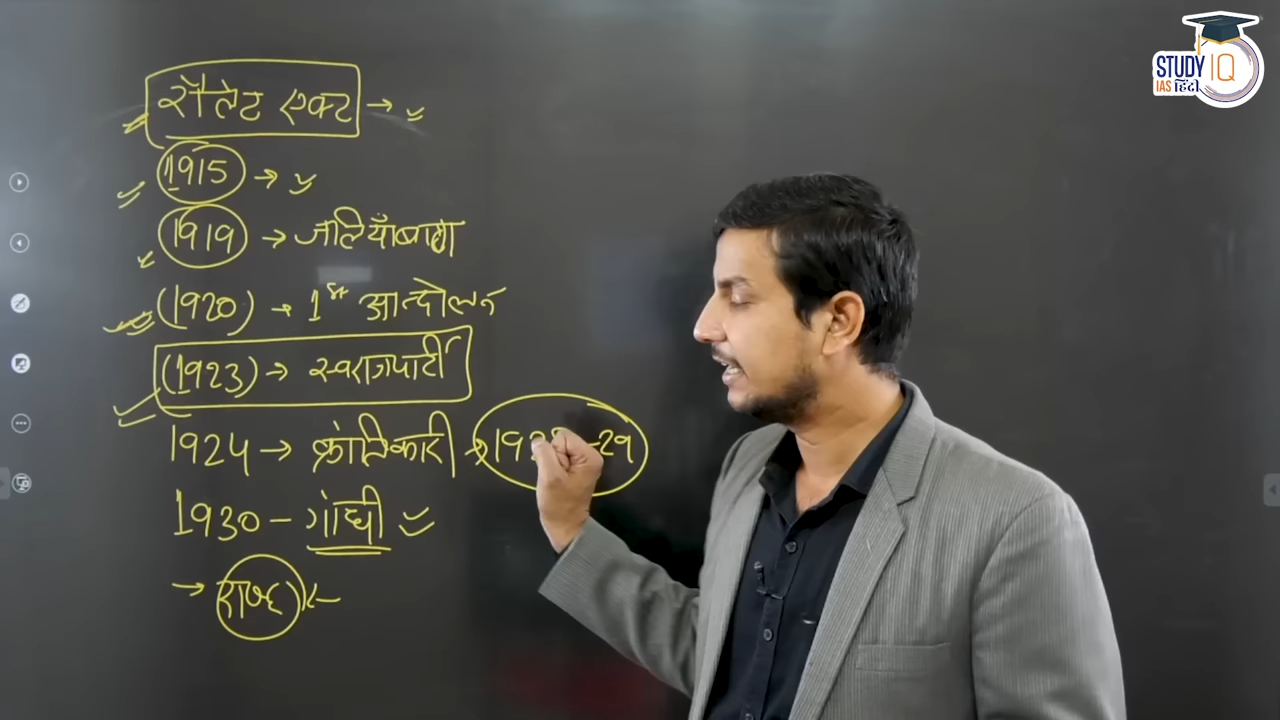 STUDY IQ
IAS हिंदी
रौलेट एक्ट →
1915 →
1919 → जलियाँबाग
(1920) → 1st आन्दोलन
(1923) → स्वराजपार्टी
1924 → क्रांतिकारी → -29
1930 – गांधी
→